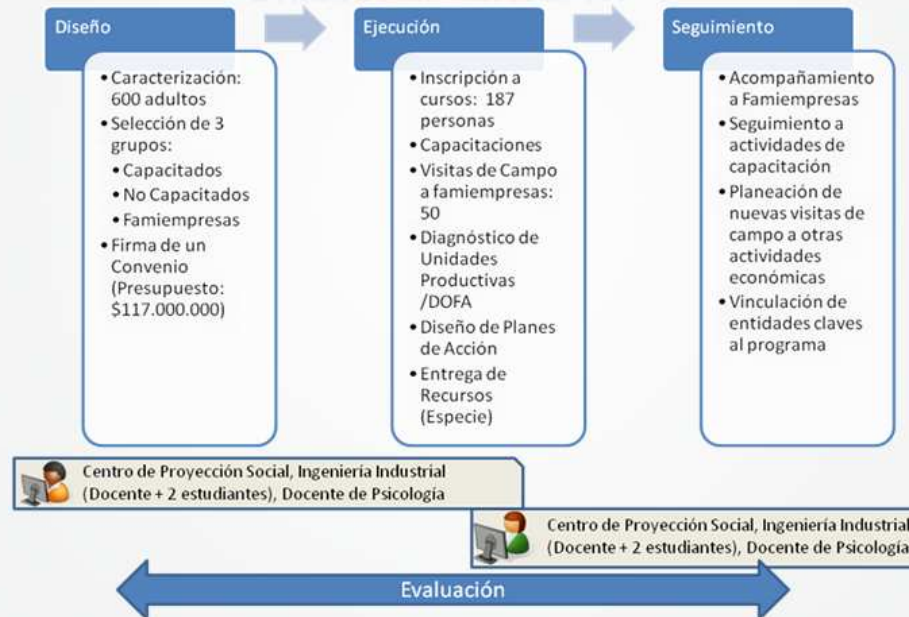 Diseño
• Caracterización:
600 adultos
• Selección de 3
grupos:
• Capacitados
• No Capacitados
• Famiempresas
• Firma de un
Convenio
(Presupuesto:
$117.000.000)
Ejecución
• Inscripción a
cursos: 187
personas
• Capacitaciones
• Visitas de Campo
a famiempresas:
50
• Diagnóstico de
Unidades
Productivas
/DOFA
• Diseño de Planes
de Acción
• Entrega de
Recursos
(Especie)
Seguimiento
• Acompañamiento
a Famiempresas
• Seguimiento a
actividades de
capacitación
• Planeación de
nuevas visitas de
campo a otras
actividades
económicas
• Vinculación de
entidades claves
al programa
Centro de Proyección Social, Ingeniería Industrial
(Docente + 2 estudiantes), Docente de Psicología
Centro de Proyección Social, Ingeniería Industrial
(Docente + 2 estudiantes), Docente de Psicología
Evaluación